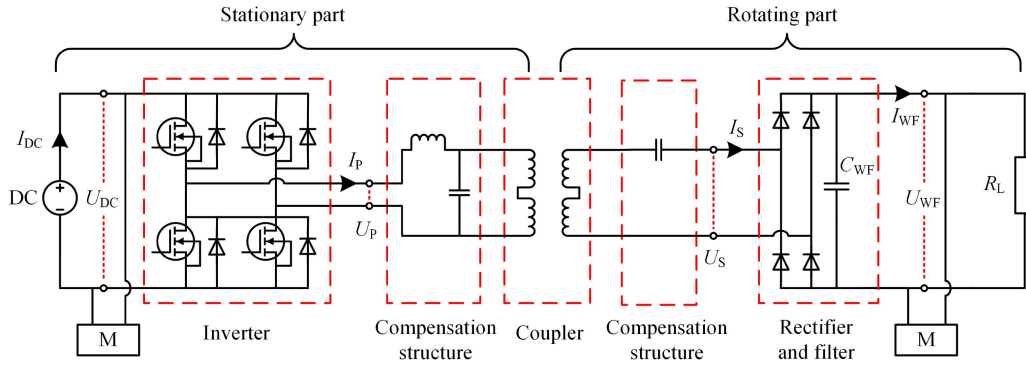 Stationary part
Rotating part
I_DC
DC
U_DC
M
Inverter
I_P
U_P
Compensation
structure
Coupler
Compensation
structure
I_S
U_S
C_WF
Rectifier
and filter
I_WF
U_WF
R_L
M